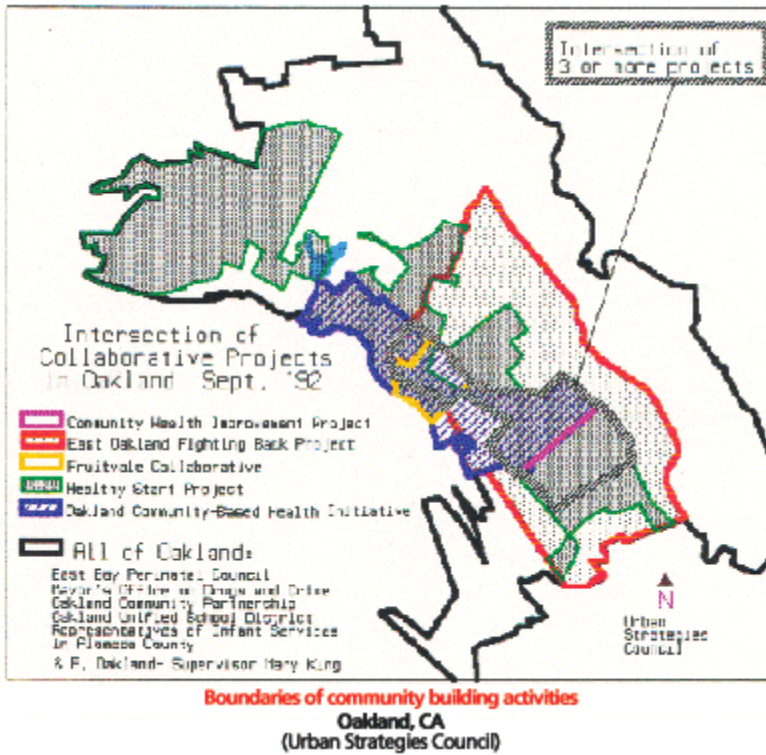 Intersection of
3 or more projects
Intersection of
Collaborative Projects
in Oakland Sept. '92
Community Health Improvement Project
East Oakland Fighting Back Project
Fruitvale Collaborative
Healthy Start Project
Oakland Community-Based Health Initiative
All of Oakland:
East Bay Perinatal Council
Mayor's Office on Drugs and Crime
Oakland Community Partnership
Oakland Unified School District
Representatives of Infant Services
in Alameda County
& E. Oakland- Supervisor Mary King
N
Urban
Strategies
Council
Boundaries of community building activities
Oakland, CA
(Urban Strategies Council)